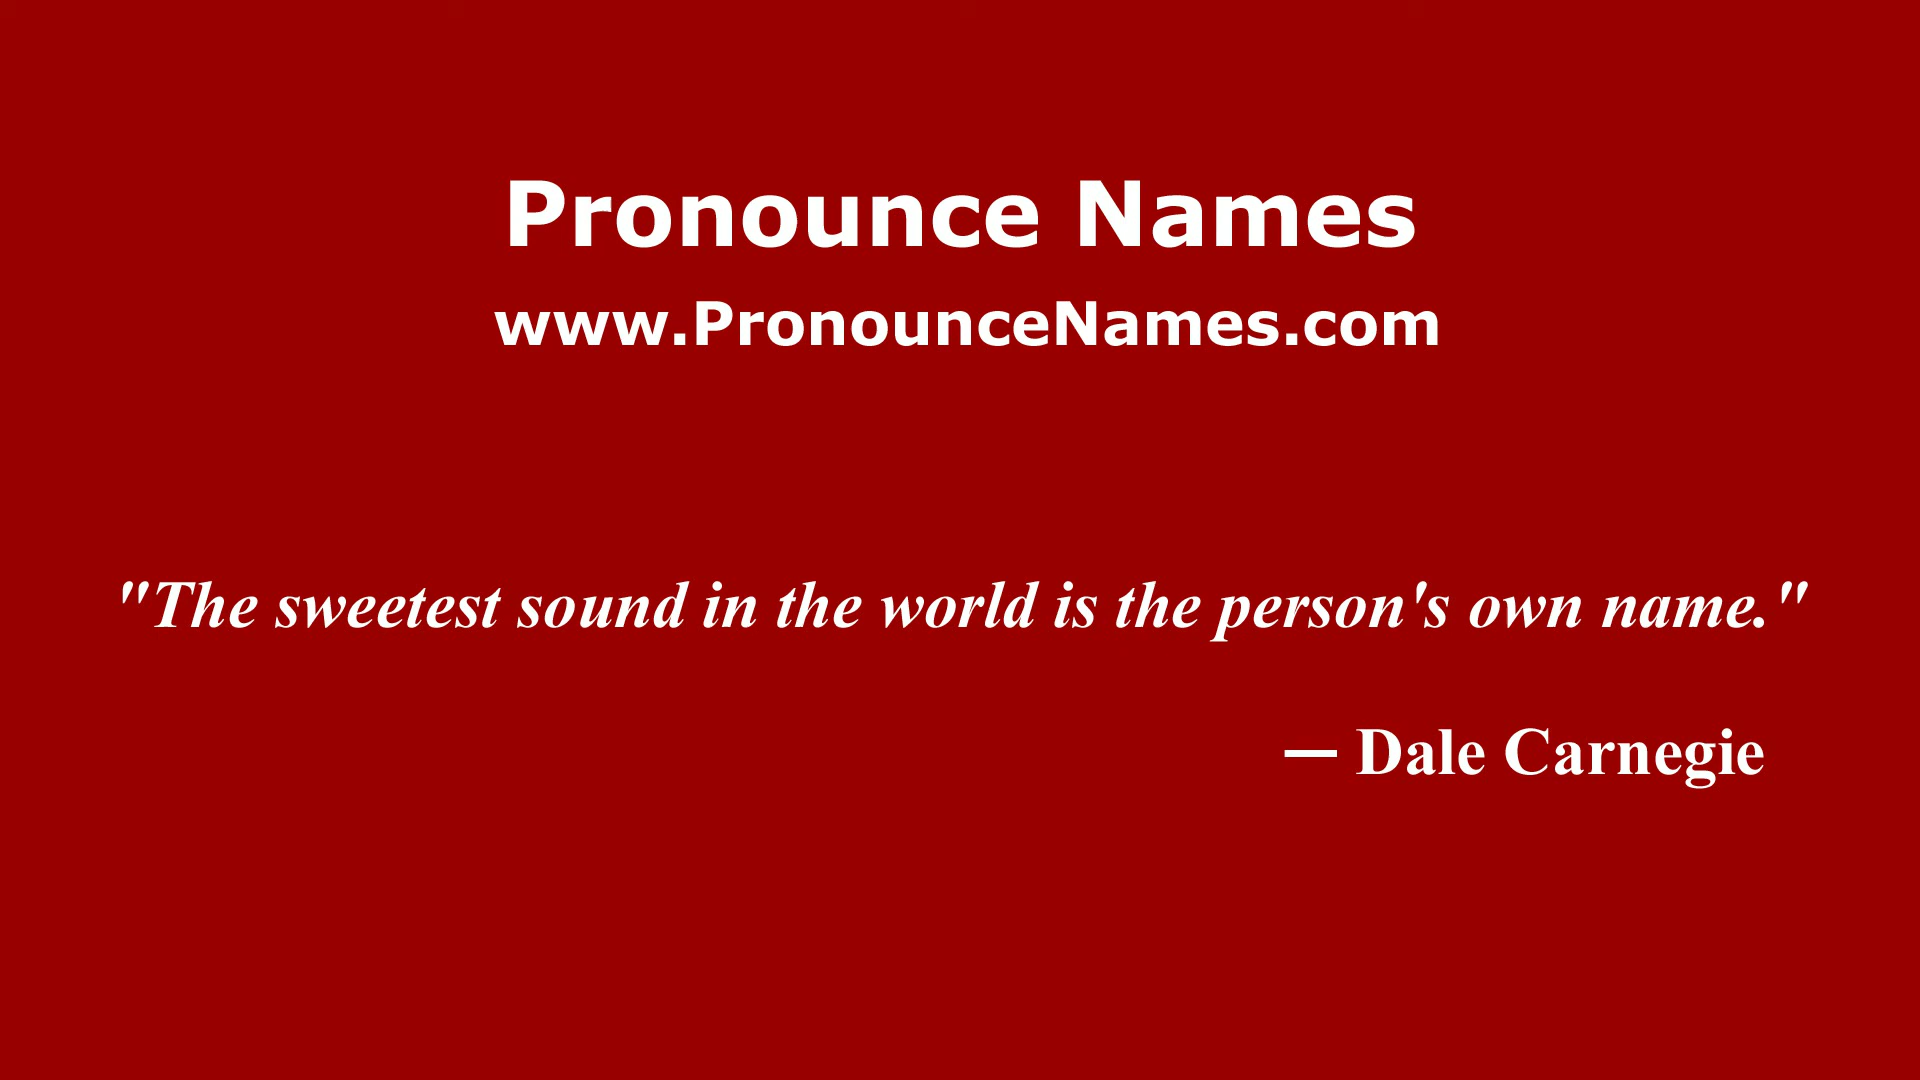 Pronounce Names
www.PronounceNames.com
"The sweetest sound in the world is the person's own name."
— Dale Carnegie